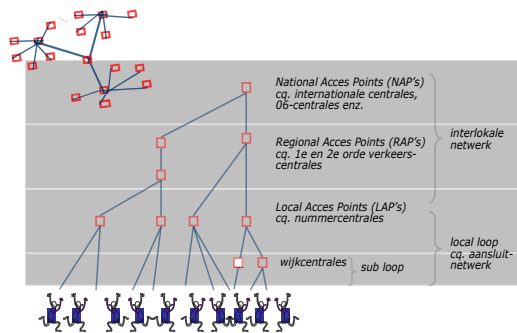 National Acces Points (NAP's)
cq. internationale centrales,
06-centrales enz.
interlokale
netwerk
Regional Acces Points (RAP's)
cq. 1e en 2e orde verkeers-
centrales
Local Acces Points (LAP's)
cq. nummercentrales
local loop
cq. aansluit-
netwerk
wijkcentrales
sub loop